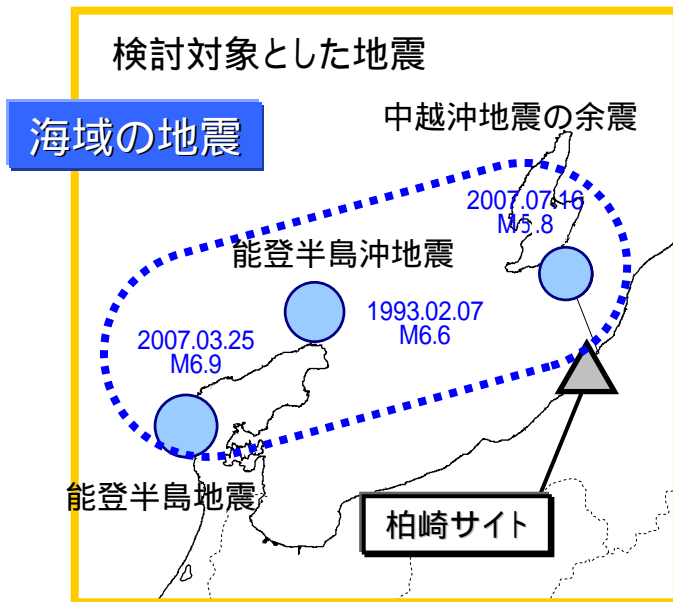 検討対象とした地震
海域の地震
中越沖地震の余震
2007.07.16
M5.8
能登半島沖地震
1993.02.07
M6.6
2007.03.25
M6.9
能登半島地震
柏崎サイト